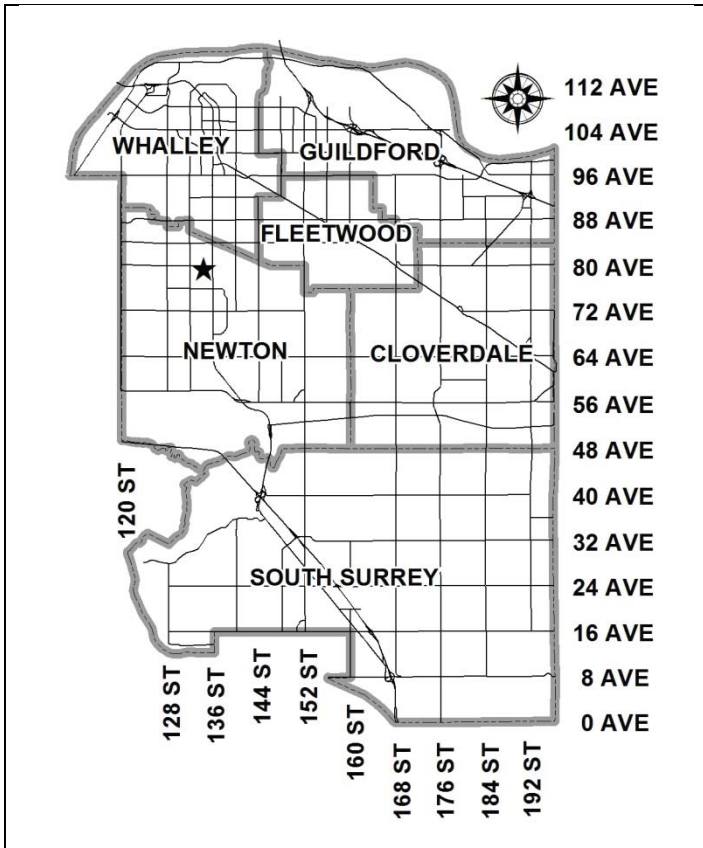 112 AVE
104 AVE
WHALLEY
GUILDFORD
96 AVE
88 AVE
FLEETWOOD
80 AVE
72 AVE
NEWTON
CLOVERDALE
64 AVE
56 AVE
48 AVE
120 ST
40 AVE
32 AVE
SOUTH SURREY
24 AVE
16 AVE
128 ST
136 ST
144 ST
152 ST
8 AVE
160 ST
0 AVE
168 ST
176 ST
184 ST
192 ST